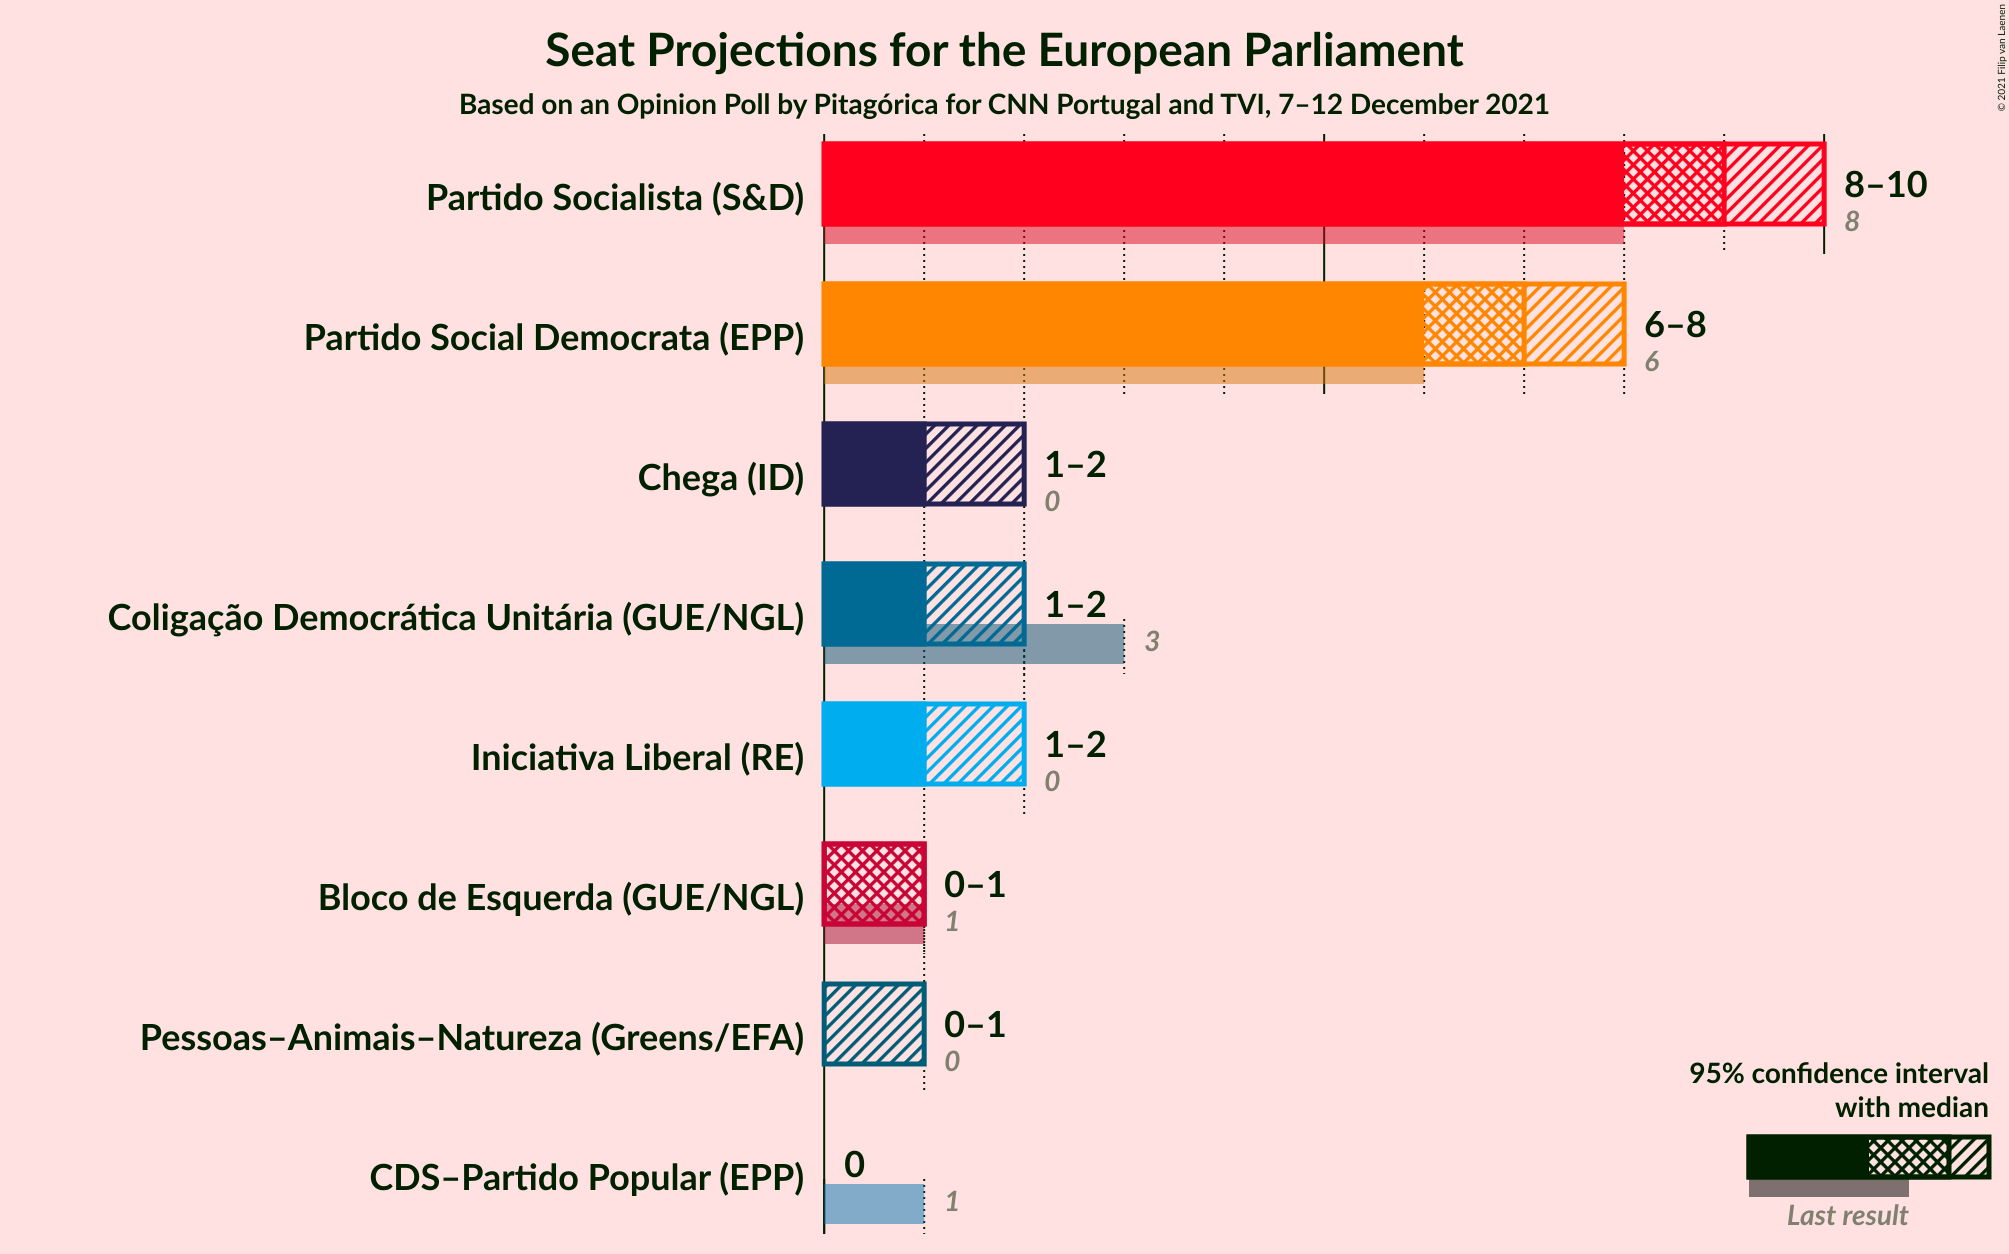 Seat Projections for the European Parliament
Based on an Opinion Poll by Pitagórica for CNN Portugal and TVI, 7–12 December 2021
© 2021 Filip van Laenen
Partido Socialista (S&D)
8–10
8
Partido Social Democrata (EPP)
6–8
6
Chega (ID)
1–2
0
Coligação Democrática Unitária (GUE/NGL)
1–2
3
Iniciativa Liberal (RE)
1–2
0
Bloco de Esquerda (GUE/NGL)
0–1
1
Pessoas–Animais–Natureza (Greens/EFA)
0–1
0
CDS–Partido Popular (EPP)
0
1
95% confidence interval
with median
Last result